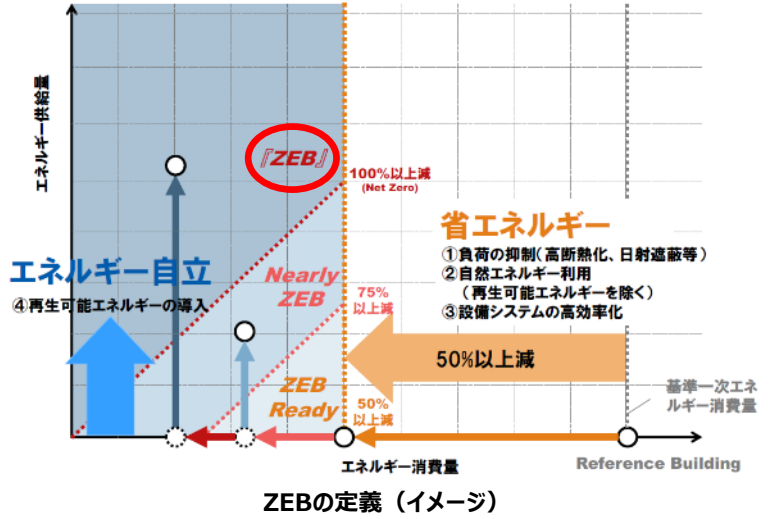 エネルギー供給量
『ZEB』
100%以上減
(Net Zero)
省エネルギー
①負荷の抑制(高断熱化、日射遮蔽等)
②自然エネルギー利用
(再生可能エネルギーを除く)
③設備システムの高効率化
エネルギー自立
④再生可能エネルギーの導入
Nearly
ZEB
75%
以上減
50%以上減
ZEB
Ready
50%
以上減
基準一次エネ
ルギー消費量
エネルギー消費量
Reference Building
ZEBの定義(イメージ)